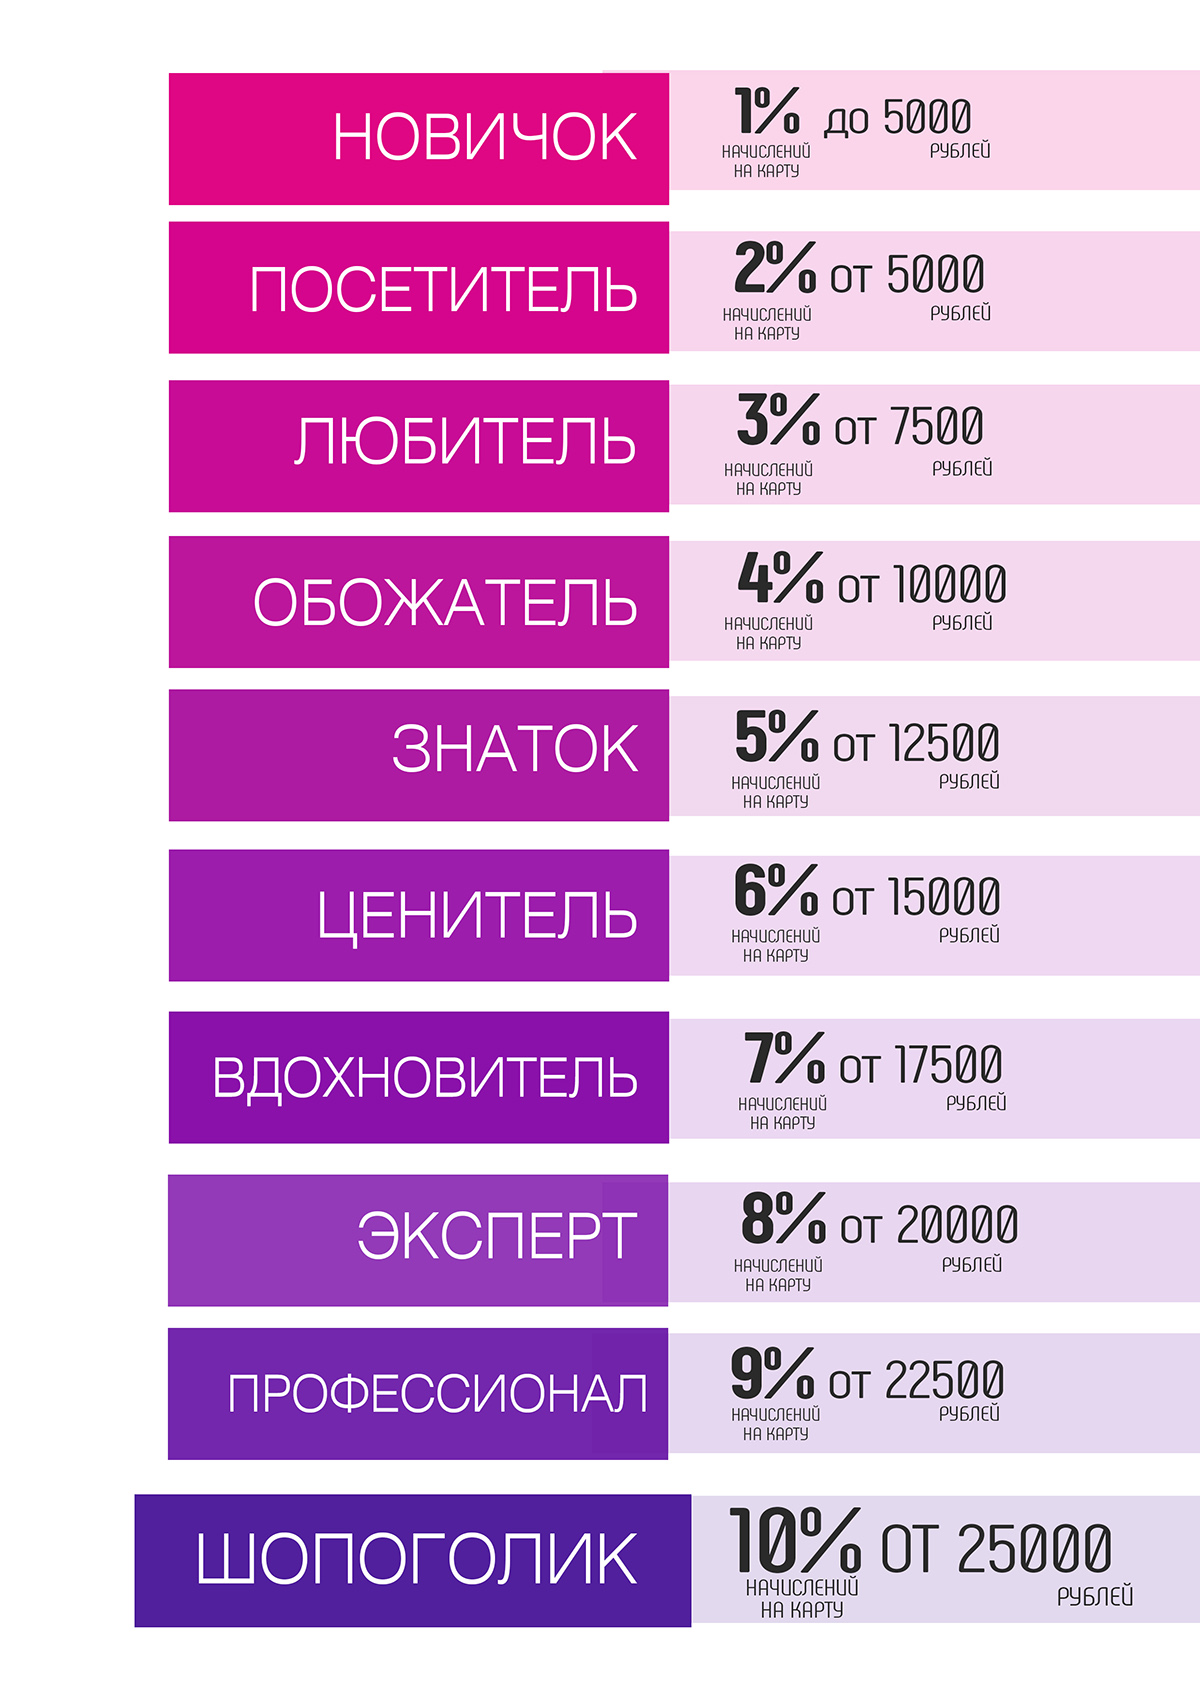 НОВИЧОК
1% до 5000
НАЧИСЛЕНИЙ РУБЛЕЙ
НА КАРТУ
ПОСЕТИТЕЛЬ
2% от 5000
НАЧИСЛЕНИЙ РУБЛЕЙ
НА КАРТУ
ЛЮБИТЕЛЬ
3% от 7500
НАЧИСЛЕНИЙ РУБЛЕЙ
НА КАРТУ
ОБОЖАТЕЛЬ
4% от 10000
НАЧИСЛЕНИЙ РУБЛЕЙ
НА КАРТУ
ЗНАТОК
5% от 12500
НАЧИСЛЕНИЙ РУБЛЕЙ
НА КАРТУ
ЦЕНИТЕЛЬ
6% от 15000
НАЧИСЛЕНИЙ РУБЛЕЙ
НА КАРТУ
ВДОХНОВИТЕЛЬ
7% от 17500
НАЧИСЛЕНИЙ РУБЛЕЙ
НА КАРТУ
ЭКСПЕРТ
8% от 20000
НАЧИСЛЕНИЙ РУБЛЕЙ
НА КАРТУ
ПРОФЕССИОНАЛ
9% от 22500
НАЧИСЛЕНИЙ РУБЛЕЙ
НА КАРТУ
ШОПОГОЛИК
10% ОТ 25000
НАЧИСЛЕНИЙ РУБЛЕЙ
НА КАРТУ